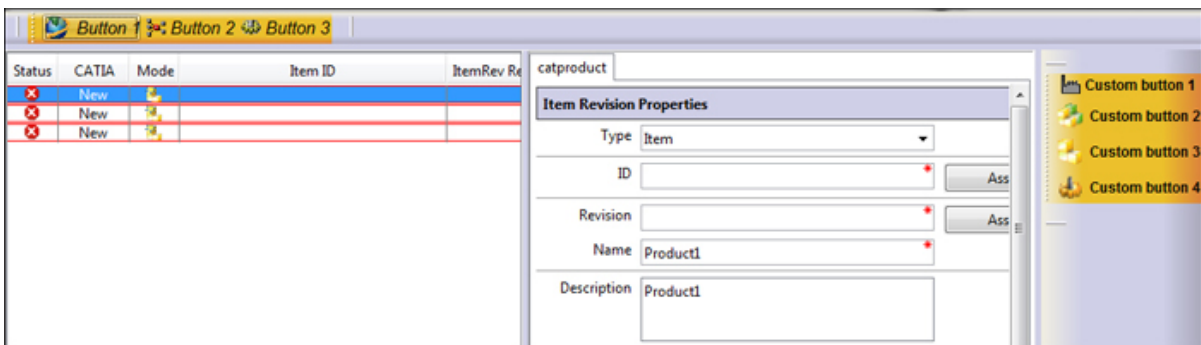 Button 1 Button 2 Button 3
Status CATIA Mode Item ID ItemRev Re
New
New
New
catproduct
Item Revision Properties
Type Item
ID Ass
Revision Ass
Name Product1
Description Product1
Custom button 1
Custom button 2
Custom button 3
Custom button 4